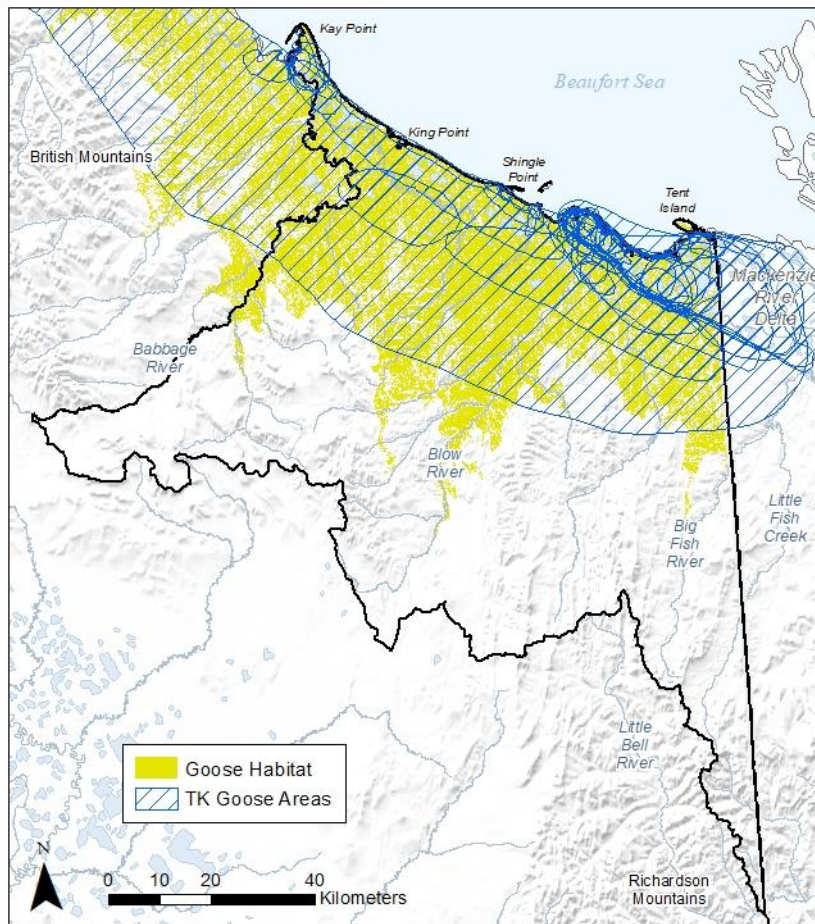 Kay Point
Beaufort Sea
King Point
British Mountains
Shingle
Point
Tent
Island
Mackenzie
River
Delta
Babbage
River
Blow
River
Big
Fish
River
Little
Fish
Creek
Little
Bell
River
Goose Habitat
TK Goose Areas
N
0 10 20 40
Kilometers
Richardson
Mountains